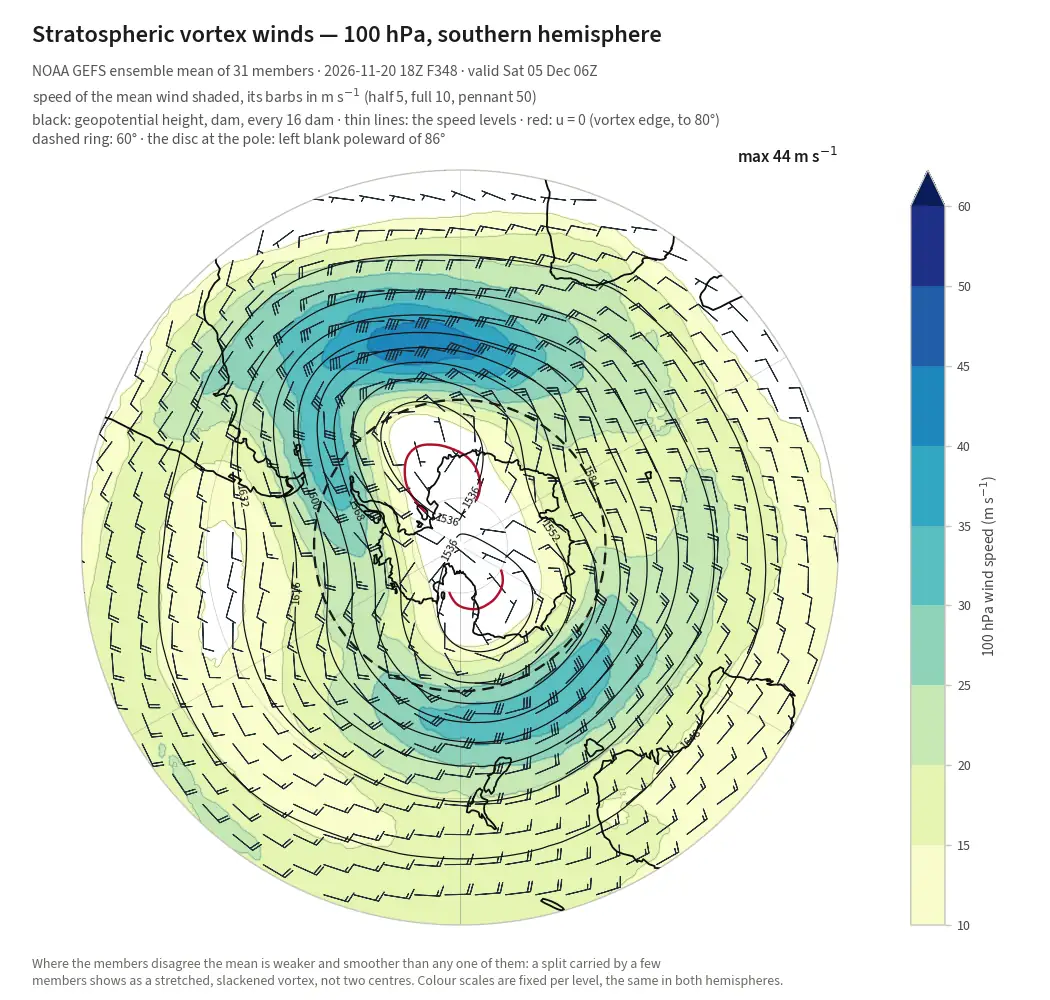 Stratospheric vortex winds — 100 hPa, southern hemisphere
NOAA GEFS ensemble mean of 31 members · 2026-11-20 18Z F348 · valid Sat 05 Dec 06Z
speed of the mean wind shaded, its barbs in m s⁻¹ (half 5, full 10, pennant 50)
black: geopotential height, dam, every 16 dam · thin lines: the speed levels · red: u = 0 (vortex edge, to 80°)
dashed ring: 60° · the disc at the pole: left blank poleward of 86°
max 44 m s⁻¹
60
50
45
40
35
30
25
20
15
10
100 hPa wind speed (m s⁻¹)
1584
1632
1568
1536
1536
1552
1536
1616
1648
Where the members disagree the mean is weaker and smoother than any one of them: a split carried by a few
members shows as a stretched, slackened vortex, not two centres. Colour scales are fixed per level, the same in both hemispheres.